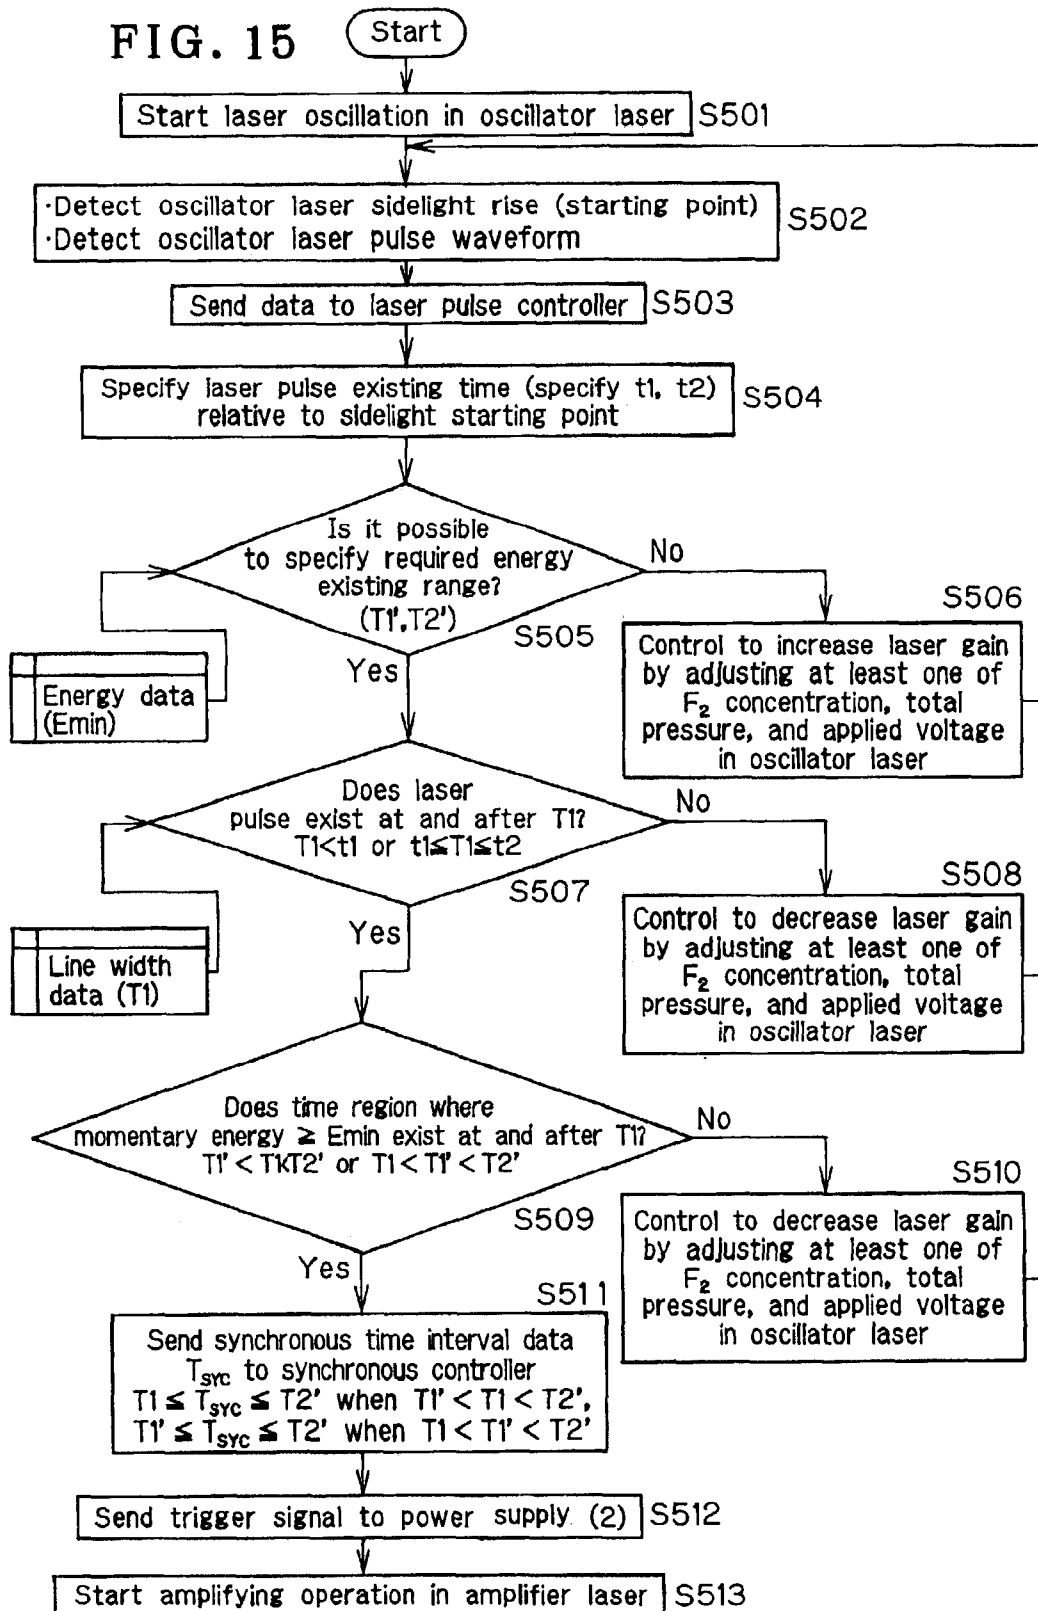 FIG. 15
Start
Start laser oscillation in oscillator laser
S501
·Detect oscillator laser sidelight rise (starting point)
·Detect oscillator laser pulse waveform
S502
Send data to laser pulse controller
S503
Specify laser pulse existing time (specify t1, t2)
relative to sidelight starting point
S504
Is it possible
to specify required energy
existing range?
(T1',T2')
S505
No
Yes
Energy data
(Emin)
S506
Control to increase laser gain
by adjusting at least one of
F₂ concentration, total
pressure, and applied voltage
in oscillator laser
Does laser
pulse exist at and after T1?
T1<t1 or t1≦T1≦t2
S507
No
Yes
Line width
data (T1)
S508
Control to decrease laser gain
by adjusting at least one of
F₂ concentration, total
pressure, and applied voltage
in oscillator laser
Does time region where
momentary energy ≧ Emin exist at and after T1?
T1' < T1<T2' or T1 < T1' < T2'
S509
No
Yes
S510
Control to decrease laser gain
by adjusting at least one of
F₂ concentration, total
pressure, and applied voltage
in oscillator laser
S511
Send synchronous time interval data
T_SYC to synchronous controller
T1 ≦ T_SYC ≦ T2' when T1' < T1 < T2',
T1' ≦ T_SYC ≦ T2' when T1 < T1' < T2'
Send trigger signal to power supply (2)
S512
Start amplifying operation in amplifier laser
S513